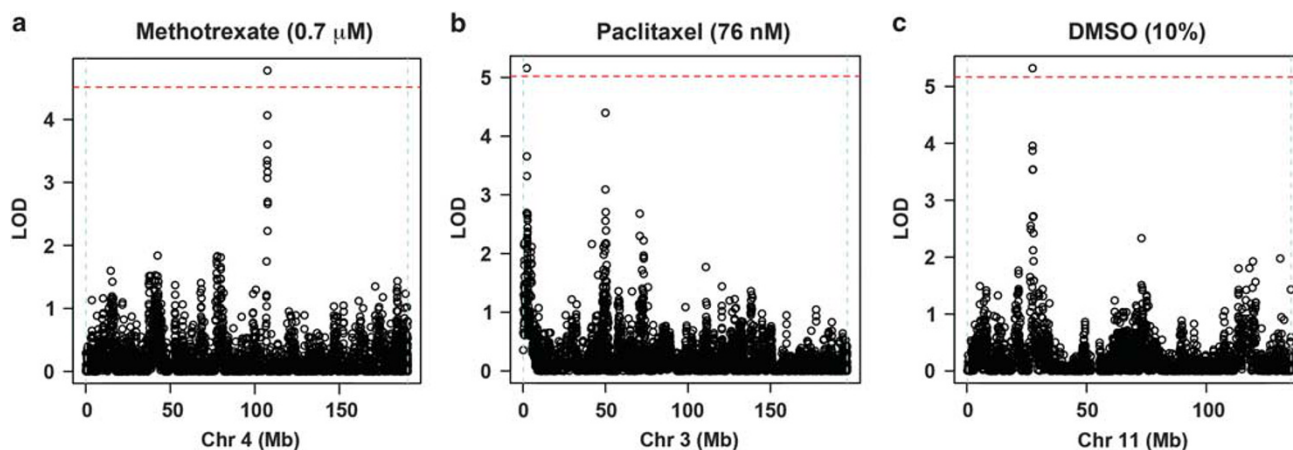 a
Methotrexate (0.7 μM)
LOD
4
3
2
1
0
0 50 100 150
Chr 4 (Mb)
b
Paclitaxel (76 nM)
LOD
5
4
3
2
1
0
0 50 100 150
Chr 3 (Mb)
c
DMSO (10%)
LOD
5
4
3
2
1
0
0 50 100
Chr 11 (Mb)